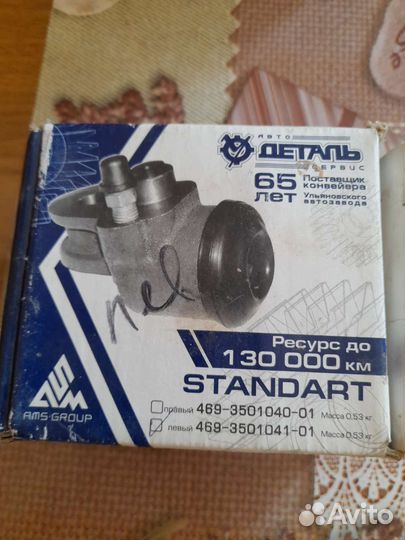 АВТО
ДЕТАЛЬ
СЕРВИС
65 лет
Поставщик
конвейера
Ульяновского
автозавода
Ресурс до
130 000 км
STANDART
правый 469-3501040-01 Масса 0,53 кг
левый 469-3501041-01 Масса 0,53 кг
AMS-GROUP
Avito